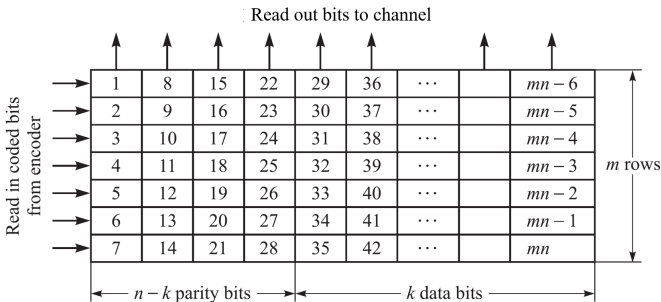 Read out bits to channel
Read in coded bits
from encoder
1 8 15 22 29 36 ⋯ mn − 6
2 9 16 23 30 37 ⋯ mn − 5
3 10 17 24 31 38 ⋯ mn − 4
4 11 18 25 32 39 ⋯ mn − 3
5 12 19 26 33 40 ⋯ mn − 2
6 13 20 27 34 41 ⋯ mn − 1
7 14 21 28 35 42 ⋯ mn
m rows
n − k parity bits
k data bits